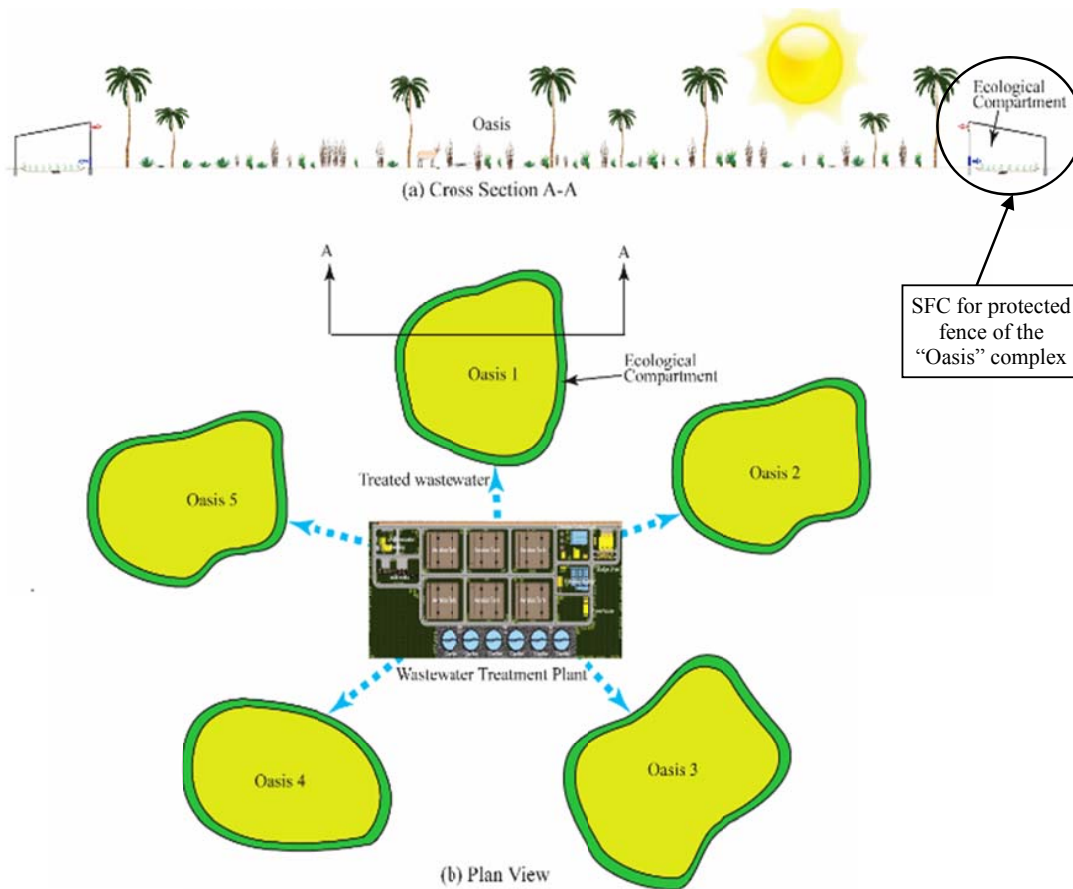 Ecological
Compartment
Oasis
(a) Cross Section A-A
A
A
SFC for protected
fence of the
“Oasis” complex
Oasis 1
Ecological
Compartment
Oasis 2
Treated wastewater
Oasis 5
Wastewater Treatment Plant
Oasis 3
Oasis 4
(b) Plan View